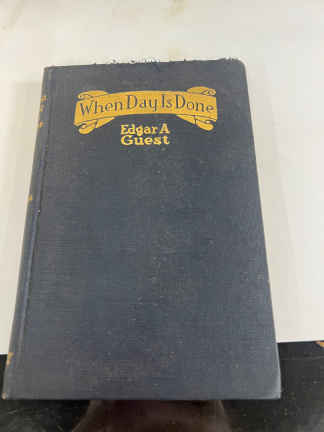 When Day Is Done
Edgar A
Guest